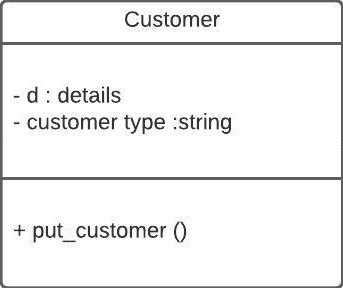 Customer
- d : details
- customer type :string
+ put_customer ()